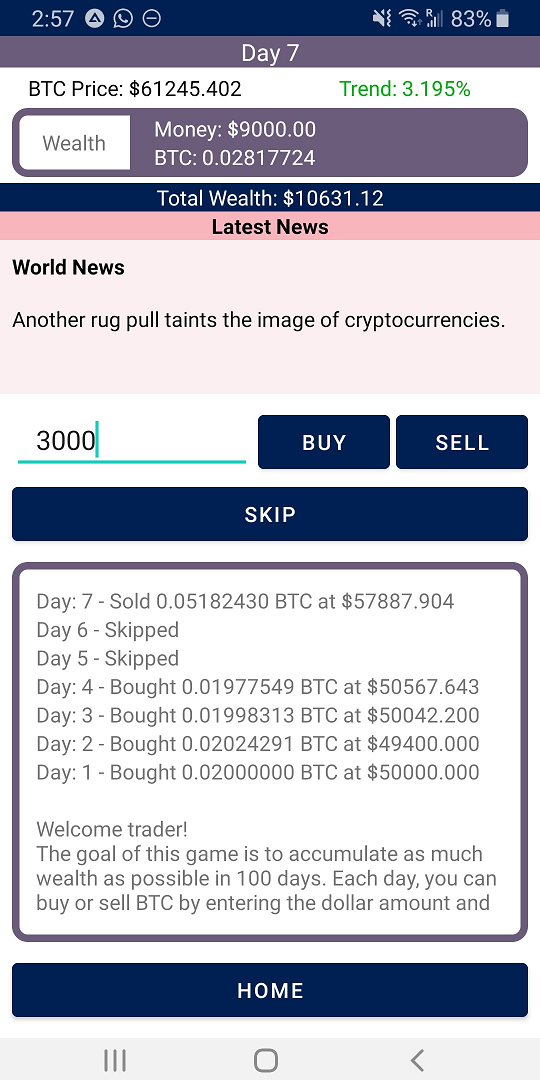 2:57
83%
Day 7
BTC Price: $61245.402
Trend: 3.195%
Wealth
Money: $9000.00
BTC: 0.02817724
Total Wealth: $10631.12
Latest News
World News
Another rug pull taints the image of cryptocurrencies.
3000
BUY
SELL
SKIP
Day: 7 - Sold 0.05182430 BTC at $57887.904
Day 6 - Skipped
Day 5 - Skipped
Day: 4 - Bought 0.01977549 BTC at $50567.643
Day: 3 - Bought 0.01998313 BTC at $50042.200
Day: 2 - Bought 0.02024291 BTC at $49400.000
Day: 1 - Bought 0.02000000 BTC at $50000.000
Welcome trader!
The goal of this game is to accumulate as much
wealth as possible in 100 days. Each day, you can
buy or sell BTC by entering the dollar amount and
HOME